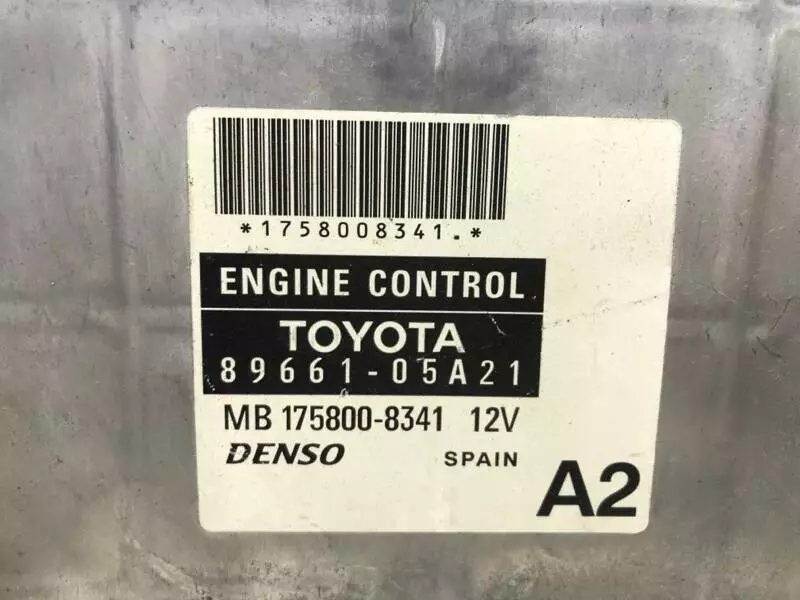 *1758008341.*
ENGINE CONTROL
TOYOTA
89661-05A21
MB 175800-8341 12V
DENSO SPAIN
A2